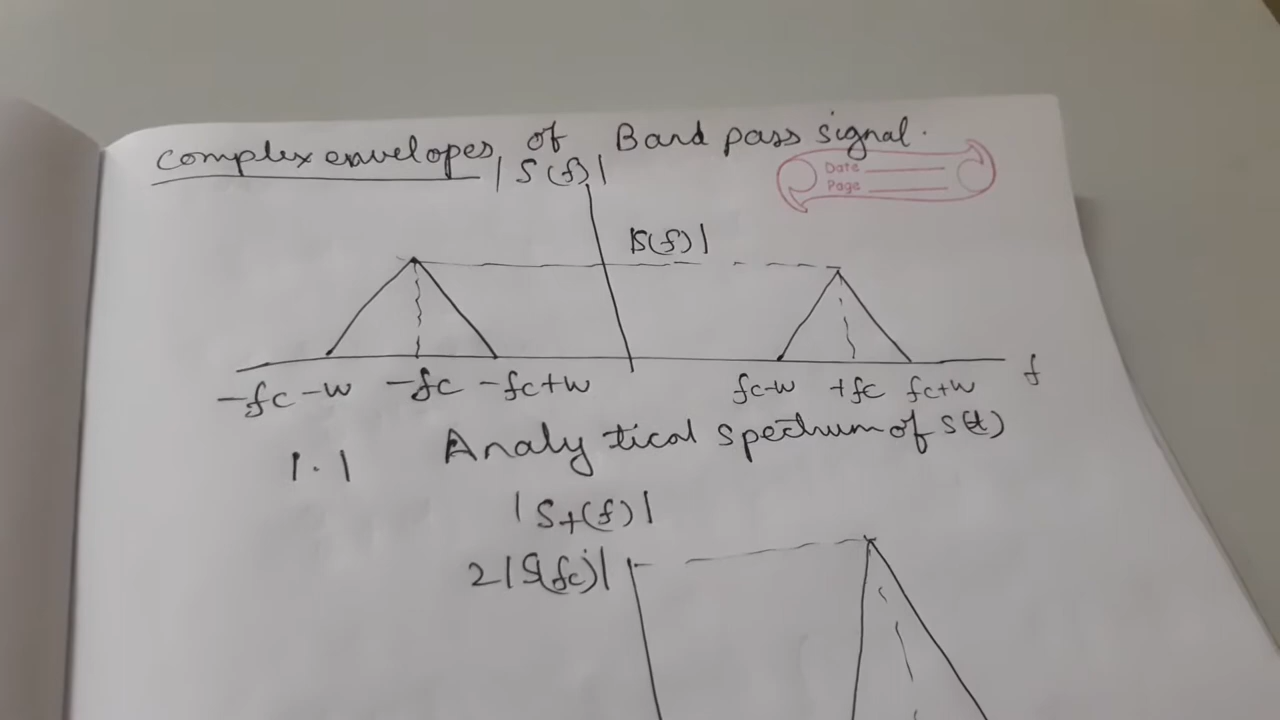 complex envelopes of Band pass signal.
|S(f)|
Date
Page
|S(f)|
-fc-w -fc -fc+w fc-w +fc fc+w f
1.1 Analytical spectrum of s(t)
|S+(f)|
2|S(fc)|